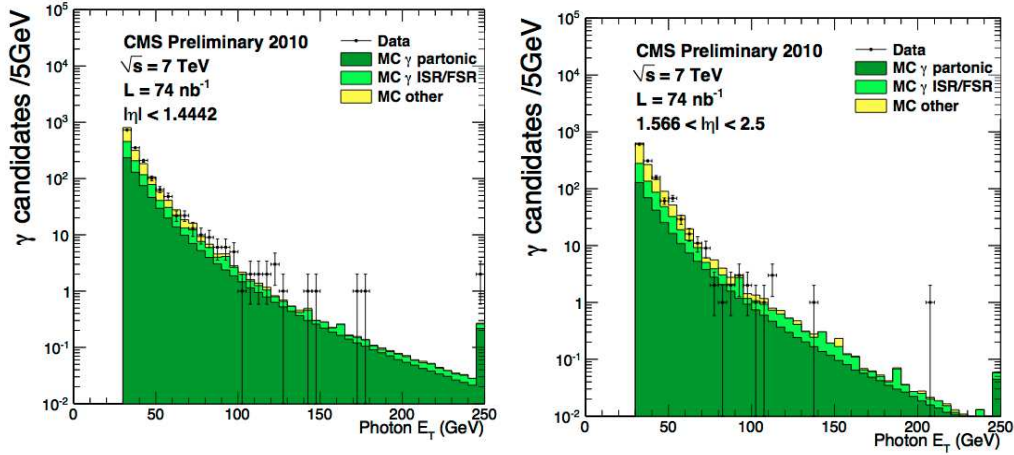 γ candidates /5GeV
10⁵
10⁴
10³
10²
10
1
10⁻¹
10⁻²
CMS Preliminary 2010
√s = 7 TeV
L = 74 nb⁻¹
|η| < 1.4442
Data
MC γ partonic
MC γ ISR/FSR
MC other
0 50 100 150 200 250
Photon E_T (GeV)
γ candidates /5GeV
10⁵
10⁴
10³
10²
10
1
10⁻¹
10⁻²
CMS Preliminary 2010
√s = 7 TeV
L = 74 nb⁻¹
1.566 < |η| < 2.5
Data
MC γ partonic
MC γ ISR/FSR
MC other
0 50 100 150 200 250
Photon E_T (GeV)